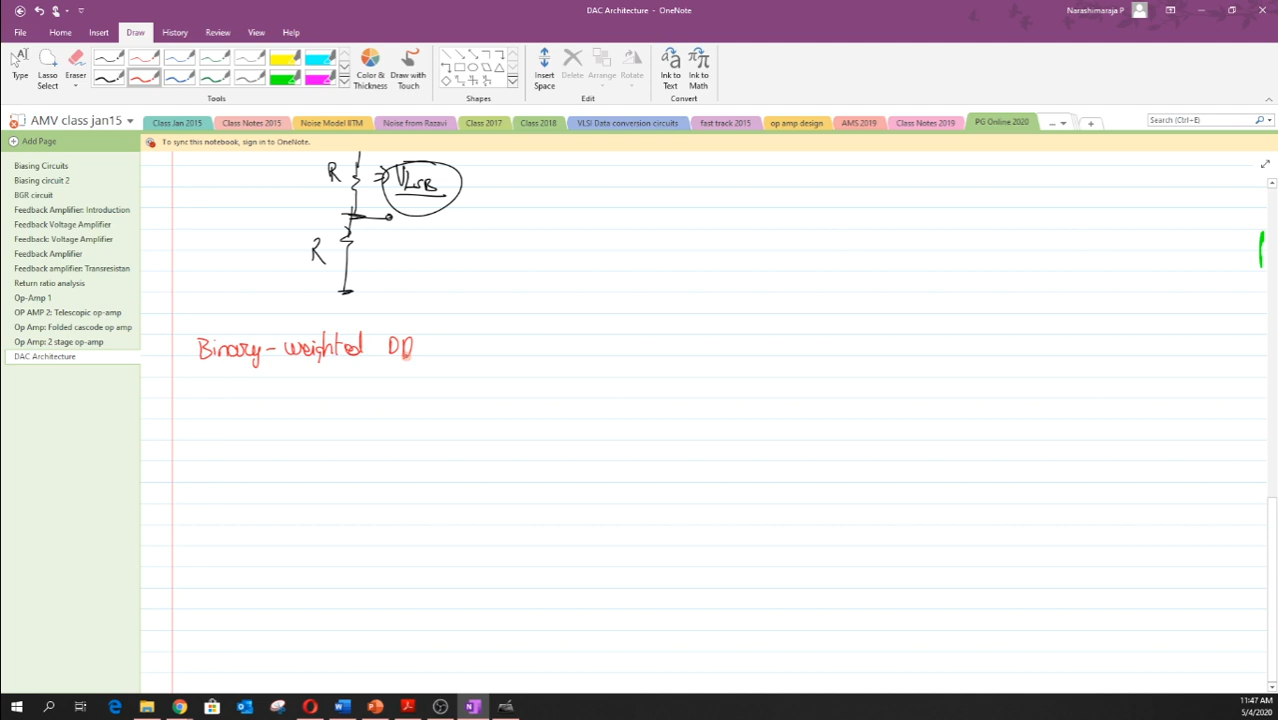 DAC Architecture - OneNote
Narashimaraja P
File Home Insert Draw History Review View Help
Type
Lasso Select
Eraser
Color & Thickness
Draw with Touch
Insert Space
Delete
Arrange
Rotate
Ink to Text
Ink to Math
Tools
Shapes
Edit
Convert
AMV class jan15
Class Jan 2015
Class Notes 2015
Noise Model IITM
Noise from Razavi
Class 2017
Class 2018
VLSI Data conversion circuits
fast track 2015
op amp design
AMS 2019
Class Notes 2019
PG Online 2020
Search (Ctrl+E)
Add Page
To sync this notebook, sign in to OneNote.
Biasing Circuits
Biasing circuit 2
BGR circuit
Feedback Amplifier: Introduction
Feedback Voltage Amplifier
Feedback: Voltage Amplifier
Feedback Amplifier
Feedback amplifier: Transresistan
Return ratio analysis
Op-Amp 1
OP AMP 2: Telescopic op-amp
Op Amp: Folded cascode op amp
Op Amp: 2 stage op-amp
DAC Architecture
R
VLSB
R
Binary-weighted DD
11:47 AM
5/4/2020